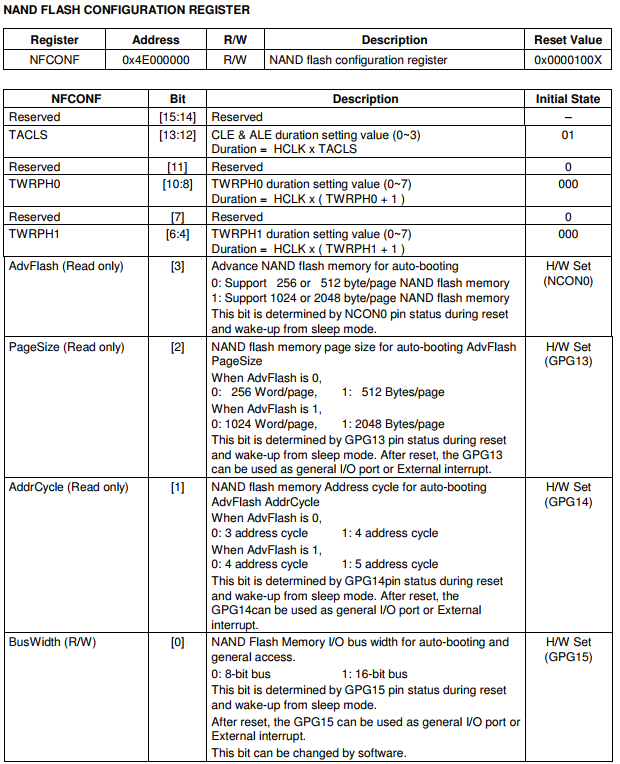 NAND FLASH CONFIGURATION REGISTER
Register Address R/W Description Reset Value
NFCONF 0x4E000000 R/W NAND flash configuration register 0x0000100X
NFCONF Bit Description Initial State
Reserved [15:14] Reserved –
TACLS [13:12] CLE & ALE duration setting value (0~3) 01
Duration = HCLK x TACLS
Reserved [11] Reserved 0
TWRPH0 [10:8] TWRPH0 duration setting value (0~7) 000
Duration = HCLK x ( TWRPH0 + 1 )
Reserved [7] Reserved 0
TWRPH1 [6:4] TWRPH1 duration setting value (0~7) 000
Duration = HCLK x ( TWRPH1 + 1 )
AdvFlash (Read only) [3] Advance NAND flash memory for auto-booting H/W Set
0: Support 256 or 512 byte/page NAND flash memory (NCON0)
1: Support 1024 or 2048 byte/page NAND flash memory
This bit is determined by NCON0 pin status during reset
and wake-up from sleep mode.
PageSize (Read only) [2] NAND flash memory page size for auto-booting AdvFlash H/W Set
PageSize (GPG13)
When AdvFlash is 0,
0: 256 Word/page, 1: 512 Bytes/page
When AdvFlash is 1,
0: 1024 Word/page, 1: 2048 Bytes/page
This bit is determined by GPG13 pin status during reset
and wake-up from sleep mode. After reset, the GPG13
can be used as general I/O port or External interrupt.
AddrCycle (Read only) [1] NAND flash memory Address cycle for auto-booting H/W Set
AdvFlash AddrCycle (GPG14)
When AdvFlash is 0,
0: 3 address cycle 1: 4 address cycle
When AdvFlash is 1,
0: 4 address cycle 1: 5 address cycle
This bit is determined by GPG14pin status during reset
and wake-up from sleep mode. After reset, the
GPG14can be used as general I/O port or External
interrupt.
BusWidth (R/W) [0] NAND Flash Memory I/O bus width for auto-booting and H/W Set
general access. (GPG15)
0: 8-bit bus 1: 16-bit bus
This bit is determined by GPG15 pin status during reset
and wake-up from sleep mode.
After reset, the GPG15 can be used as general I/O port or
External interrupt.
This bit can be changed by software.